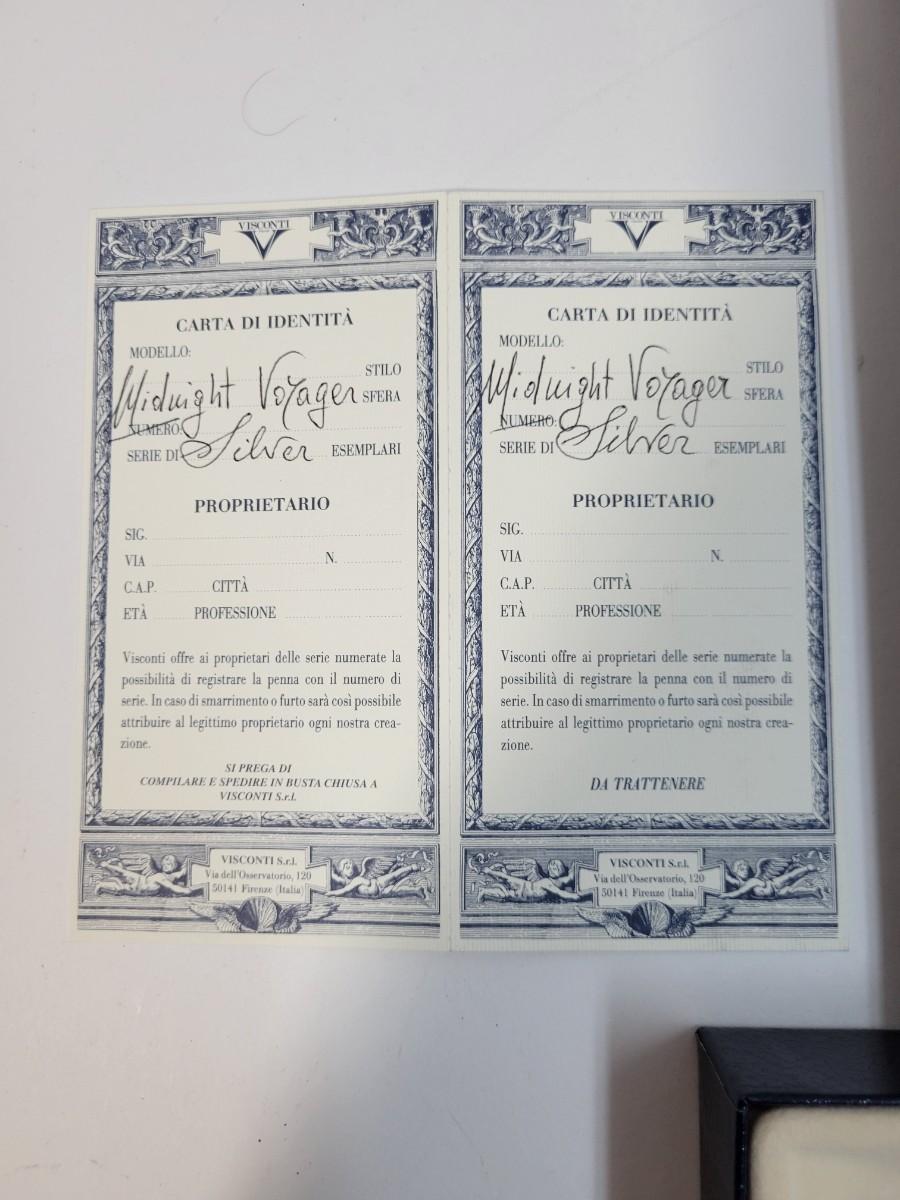 VISCONTI
CARTA DI IDENTITÀ
MODELLO:
STILO
Midnight Voyager SFERA
NUMERO:
SERIE DI Silver ESEMPLARI
PROPRIETARIO
SIG.
VIA N.
C.A.P. CITTÀ
ETÀ PROFESSIONE
Visconti offre ai proprietari delle serie numerate la
possibilità di registrare la penna con il numero di
serie. In caso di smarrimento o furto sarà così possibile
attribuire al legittimo proprietario ogni nostra crea-
zione.
SI PREGA DI
COMPILARE E SPEDIRE IN BUSTA CHIUSA A
VISCONTI S.r.l.
VISCONTI S.r.l.
Via dell'Osservatorio, 120
50141 Firenze (Italia)
VISCONTI
CARTA DI IDENTITÀ
MODELLO:
STILO
Midnight Voyager SFERA
NUMERO:
SERIE DI Silver ESEMPLARI
PROPRIETARIO
SIG.
VIA N.
C.A.P. CITTÀ
ETÀ PROFESSIONE
Visconti offre ai proprietari delle serie numerate la
possibilità di registrare la penna con il numero di
serie. In caso di smarrimento o furto sarà così possibile
attribuire al legittimo proprietario ogni nostra crea-
zione.
DA TRATTENERE
VISCONTI S.r.l.
Via dell'Osservatorio, 120
50141 Firenze (Italia)